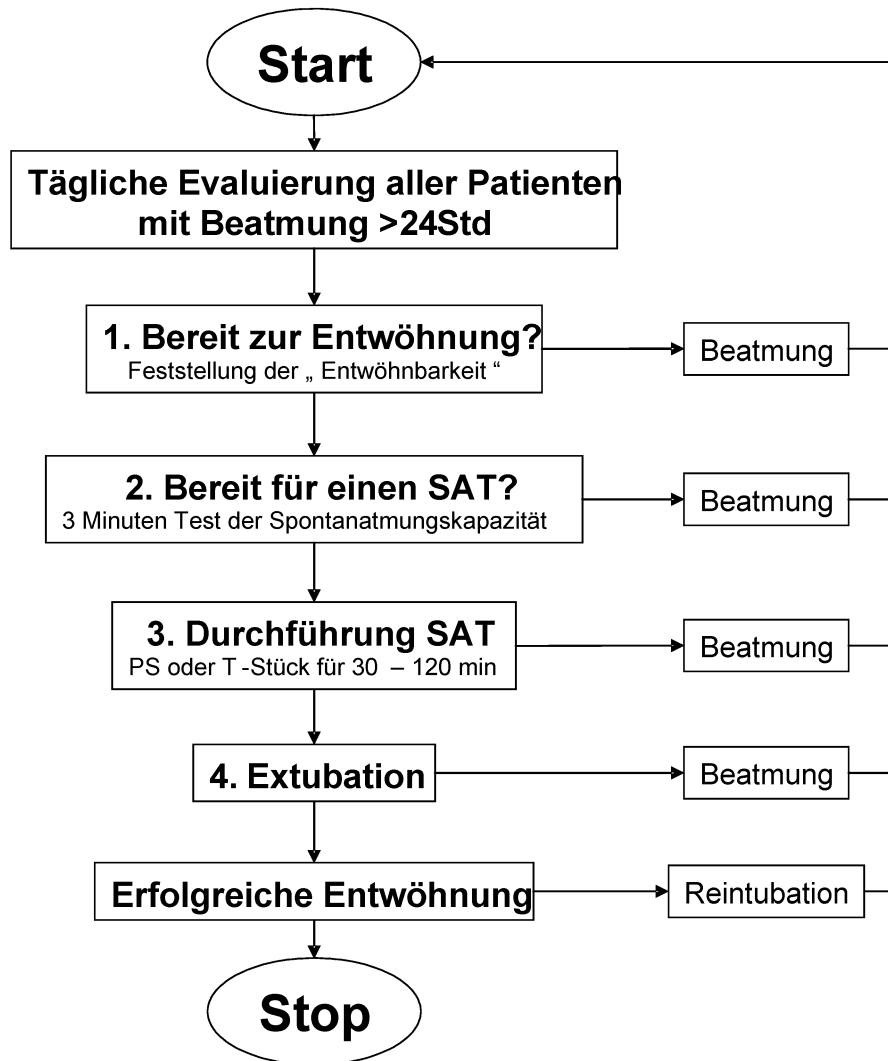 Start
Tägliche Evaluierung aller Patienten
mit Beatmung >24Std
1. Bereit zur Entwöhnung?
Feststellung der „ Entwöhnbarkeit “
Beatmung
2. Bereit für einen SAT?
3 Minuten Test der Spontanatmungskapazität
Beatmung
3. Durchführung SAT
PS oder T -Stück für 30 – 120 min
Beatmung
4. Extubation
Beatmung
Erfolgreiche Entwöhnung
Reintubation
Stop